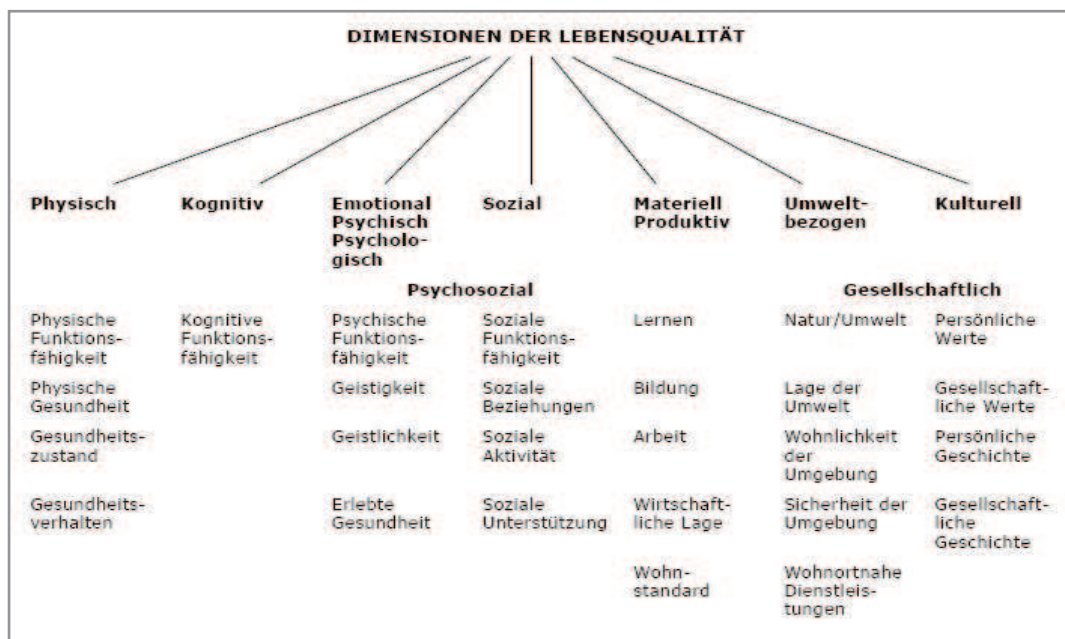 DIMENSIONEN DER LEBENSQUALITÄT
Physisch Kognitiv Emotional Sozial Materiell Umwelt- Kulturell
Psychisch Produktiv bezogen
Psycholo-
gisch
Psychosozial Gesellschaftlich
Physische Kognitive Psychische Soziale Lernen Natur/Umwelt Persönliche
Funktions- Funktions- Funktions- Funktions- Werte
fähigkeit fähigkeit fähigkeit fähigkeit
Physische Geistigkeit Soziale Bildung Lage der Gesellschaft-
Gesundheit Beziehungen Umwelt liche Werte
Gesundheits- Geistlichkeit Soziale Arbeit Wohnlichkeit Persönliche
zustand Aktivität der Geschichte
Umgebung
Gesundheits- Erlebte Soziale Wirtschaft- Sicherheit der Gesellschaft-
verhalten Gesundheit Unterstützung liche Lage Umgebung liche
Geschichte
Wohn- Wohnortnahe
standard Dienstleis-
tungen